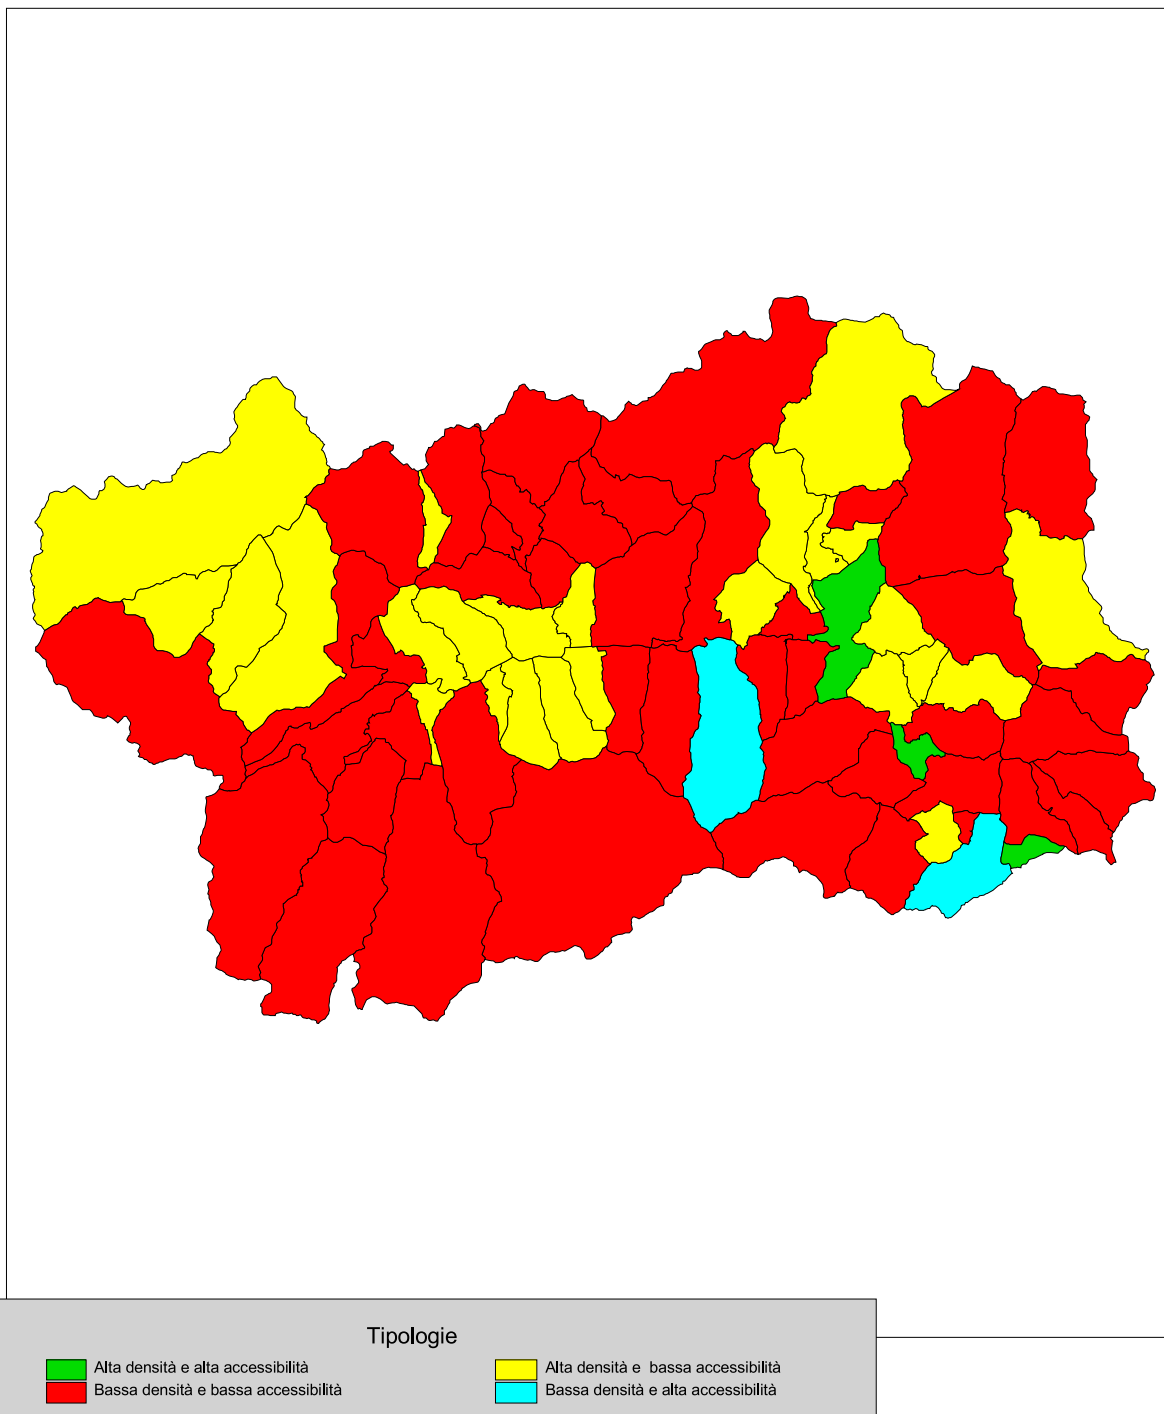 Tipologie
Alta densità e alta accessibilità
Alta densità e  bassa accessibilità
Bassa densità e bassa accessibilità
Bassa densità e alta accessibilità